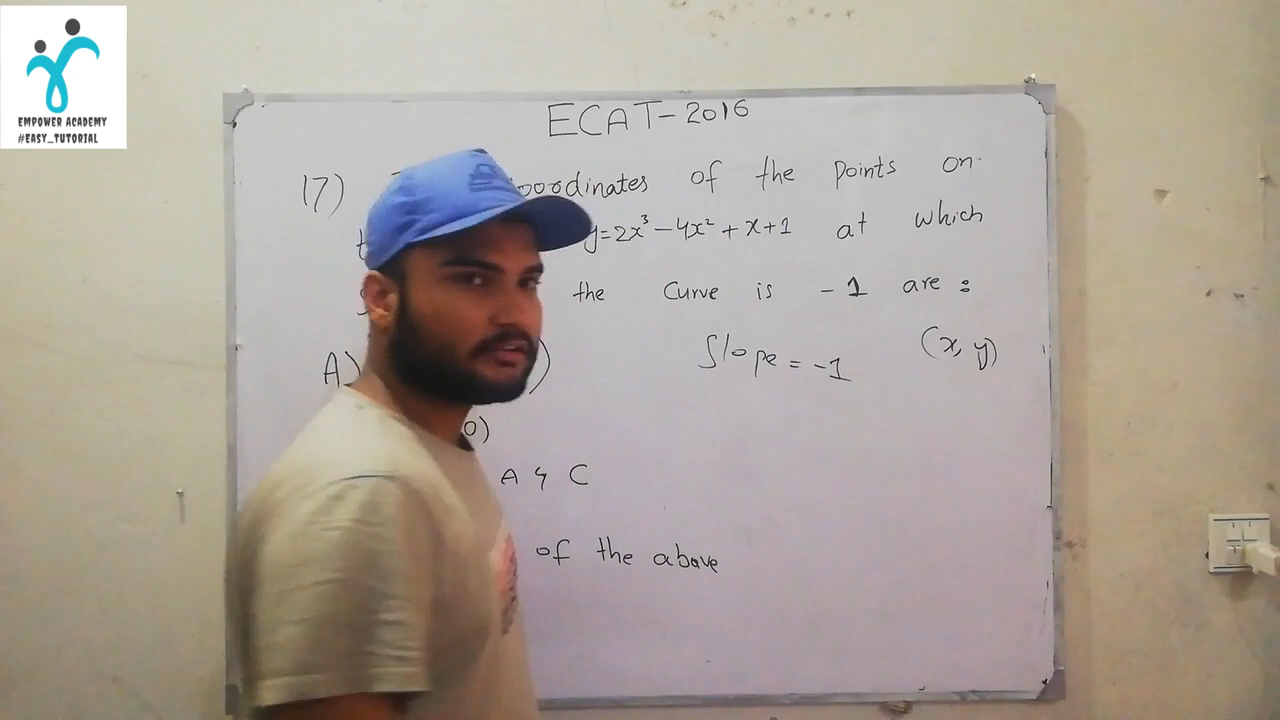 EMPOWER ACADEMY
#EASY_TUTORIAL
ECAT-2016
17) coordinates of the points on
y=2x³-4x²+x+1 at which
the curve is -1 are :
Slope = -1 (x, y)
A) )
0)
A & C
of the above